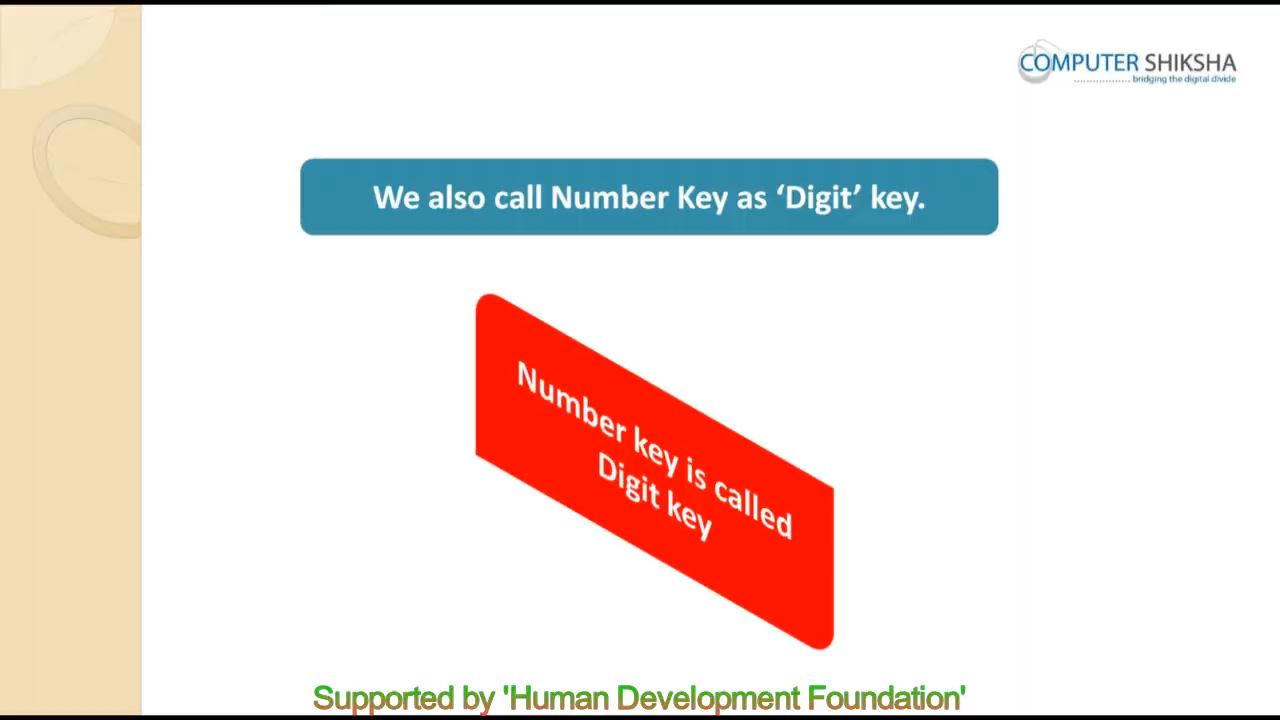 COMPUTER SHIKSHA
bridging the digital divide
We also call Number Key as ‘Digit’ key.
Number key is called
Digit key
Supported by 'Human Development Foundation'